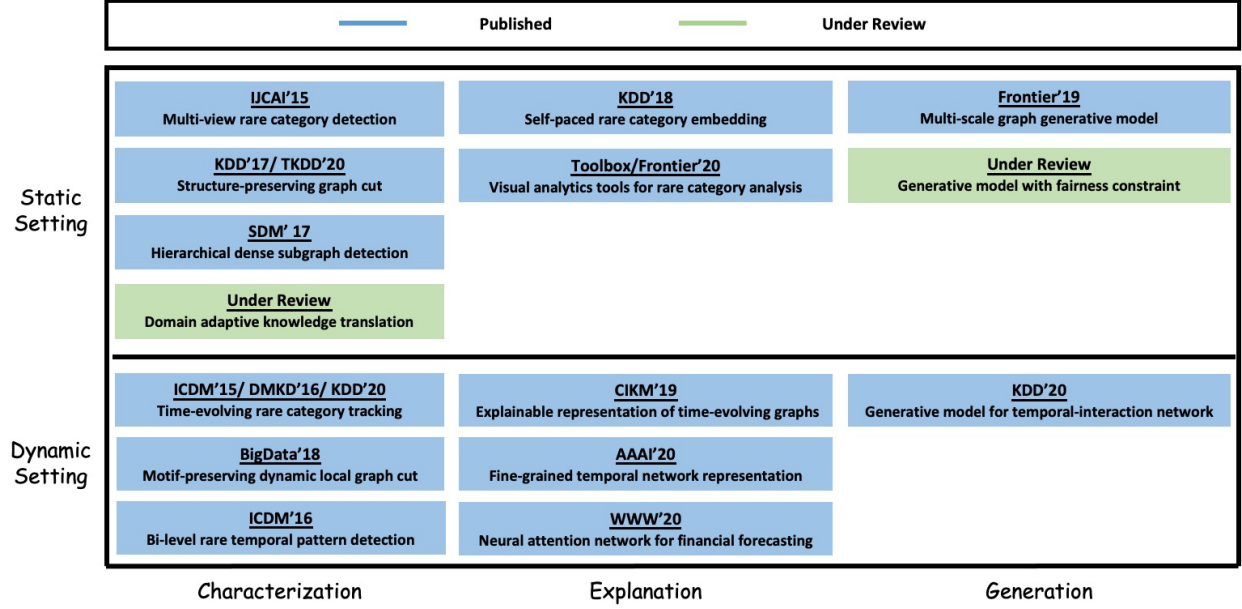 Published
Under Review
IJCAI'15
Multi-view rare category detection
KDD'18
Self-paced rare category embedding
Frontier'19
Multi-scale graph generative model
KDD'17/ TKDD'20
Structure-preserving graph cut
Toolbox/Frontier'20
Visual analytics tools for rare category analysis
Under Review
Generative model with fairness constraint
Static
Setting
SDM' 17
Hierarchical dense subgraph detection
Under Review
Domain adaptive knowledge translation
ICDM'15/ DMKD'16/ KDD'20
Time-evolving rare category tracking
CIKM'19
Explainable representation of time-evolving graphs
KDD'20
Generative model for temporal-interaction network
Dynamic
Setting
BigData'18
Motif-preserving dynamic local graph cut
AAAI'20
Fine-grained temporal network representation
ICDM'16
Bi-level rare temporal pattern detection
WWW'20
Neural attention network for financial forecasting
Characterization
Explanation
Generation